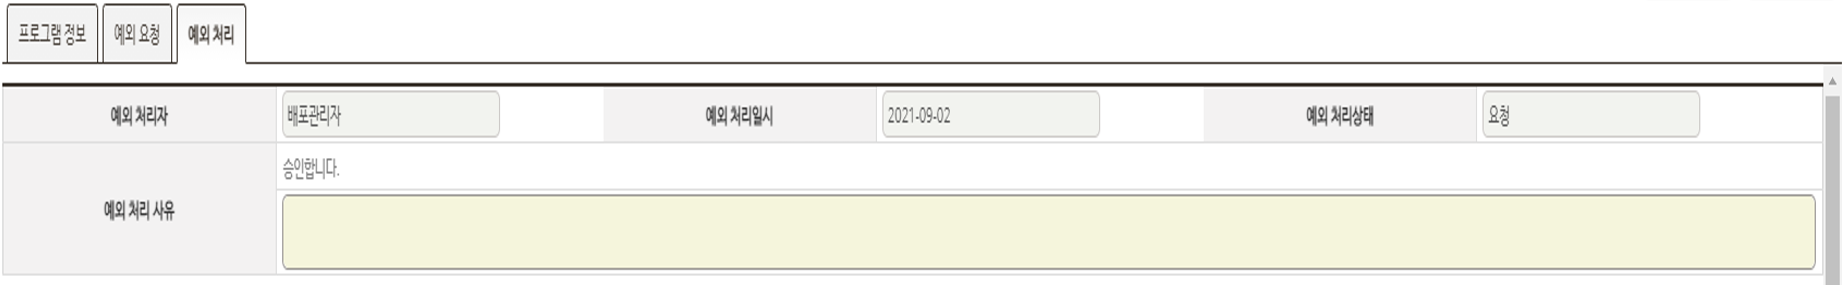 프로그램 정보 예외 요청 예외 처리
예외 처리자 배포관리자 예외 처리일시 2021-09-02 예외 처리상태 요청
승인합니다.
예외 처리 사유